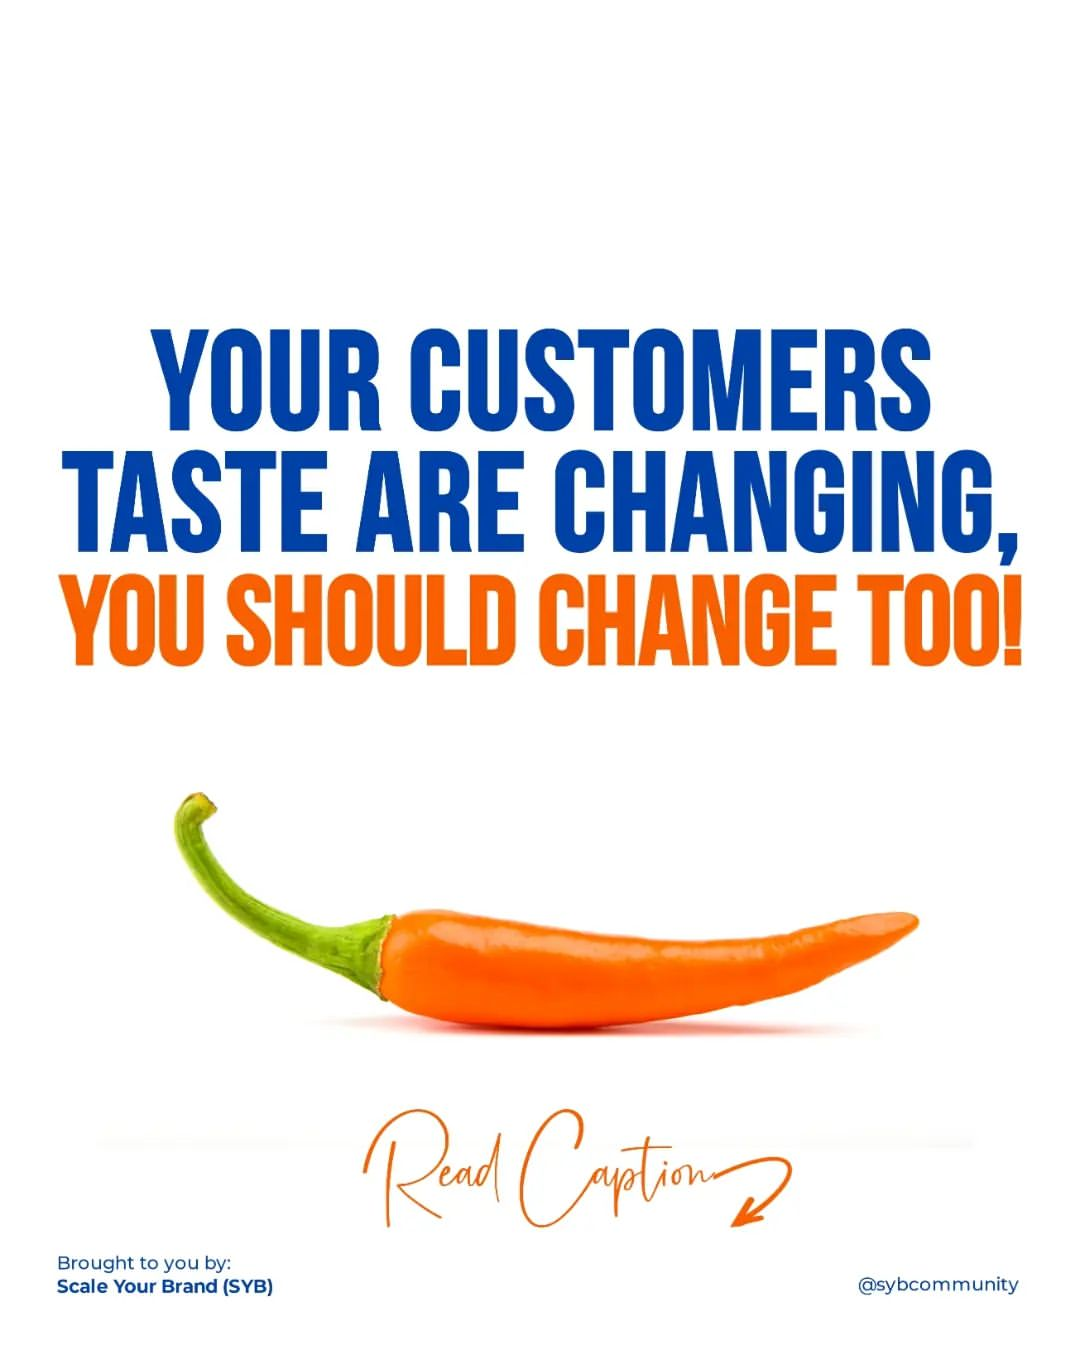 YOUR CUSTOMERS
TASTE ARE CHANGING,
YOU SHOULD CHANGE TOO!
Read Caption
Brought to you by:
Scale Your Brand (SYB)
@sybcommunity